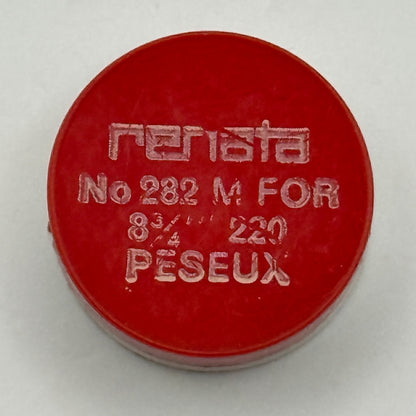 renata
No 282 M FOR
8¾''' 220
PESEUX